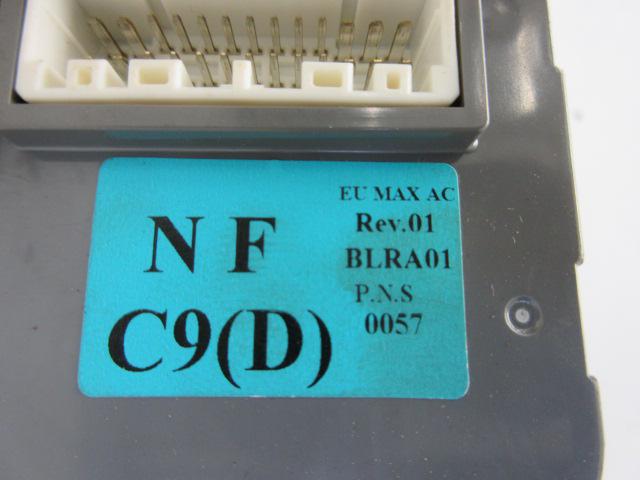 EU MAX AC
Rev.01
BLRA01
P.N.S
0057
N F
C9(D)